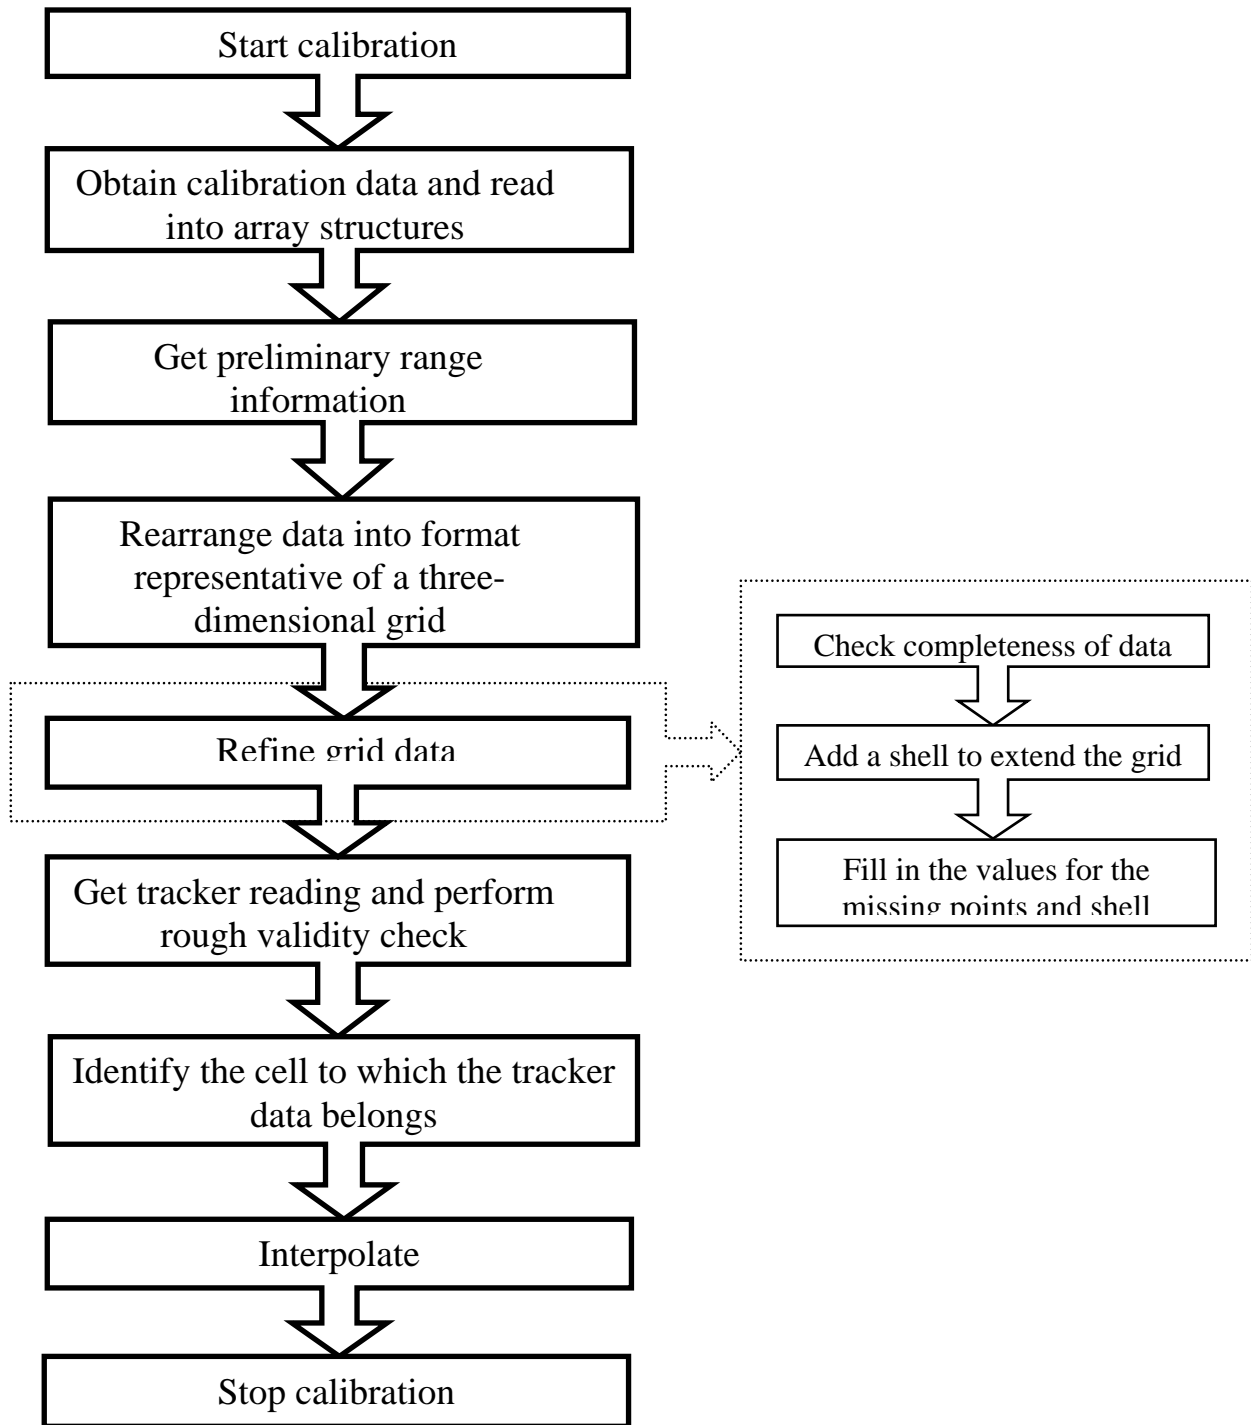 Start calibration
Obtain calibration data and read
into array structures
Get preliminary range
information
Rearrange data into format
representative of a three-
dimensional grid
Refine grid data
Get tracker reading and perform
rough validity check
Identify the cell to which the tracker
data belongs
Interpolate
Stop calibration
Check completeness of data
Add a shell to extend the grid
Fill in the values for the
missing points and shell